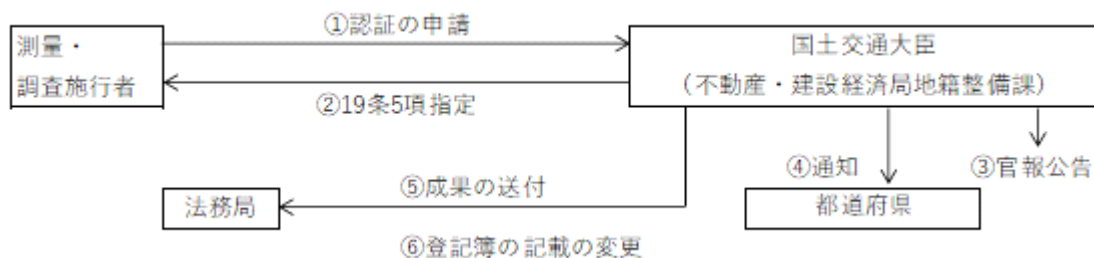 ①認証の申請
測量・
調査施行者
国土交通大臣
（不動産・建設経済局地籍整備課）
②19条5項指定
④通知
③官報公告
⑤成果の送付
法務局
都道府県
⑥登記簿の記載の変更